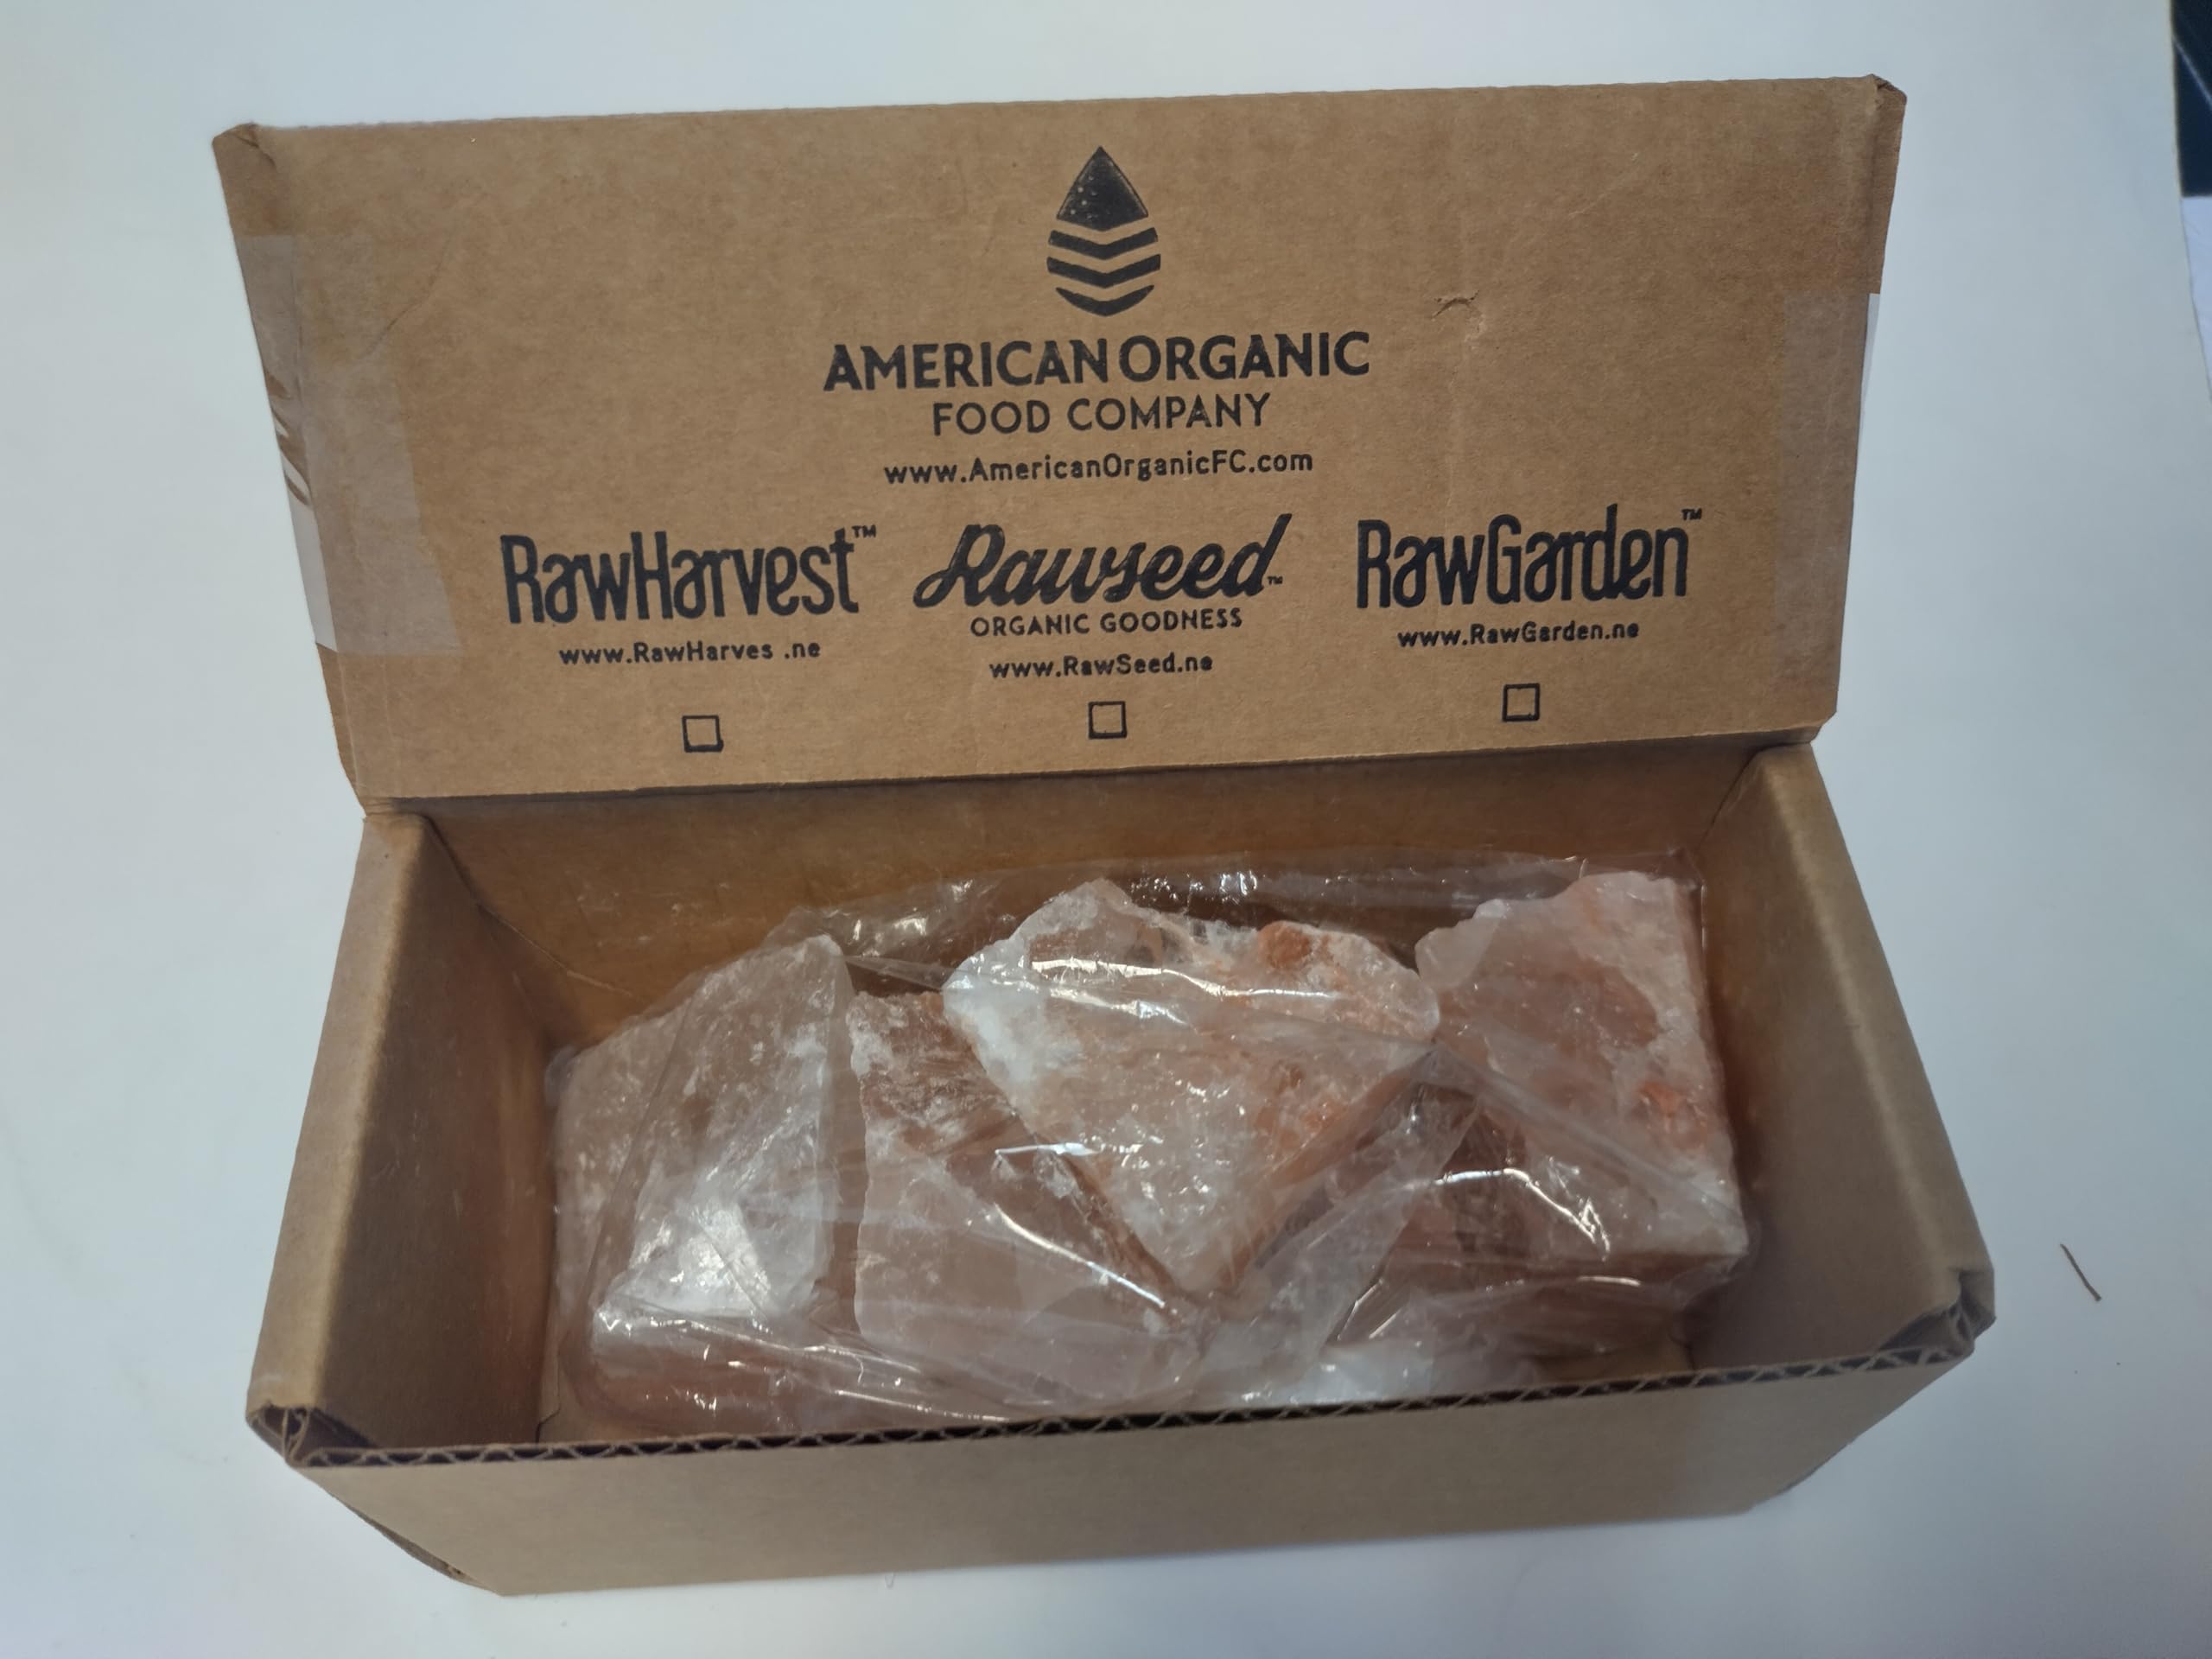 AMERICAN ORGANIC
FOOD COMPANY
www.AmericanOrganicFC.com
RawHarvest™
www.RawHarves .ne
Rawseed™
ORGANIC GOODNESS
www.RawSeed.ne
RawGarden™
www.RawGarden.ne